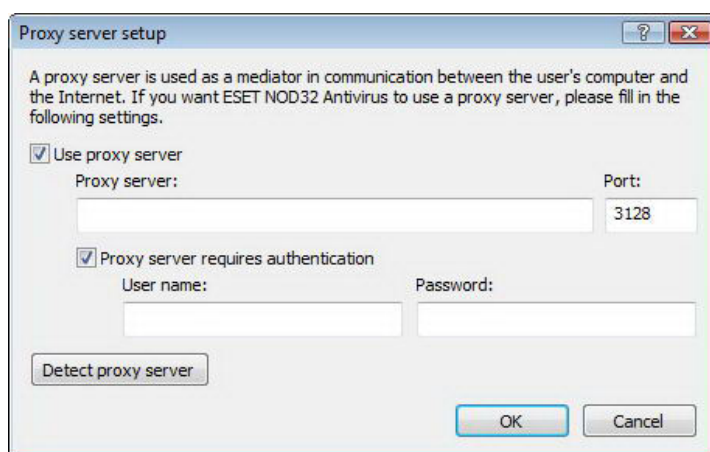 Proxy server setup
A proxy server is used as a mediator in communication between the user's computer and
the Internet. If you want ESET NOD32 Antivirus to use a proxy server, please fill in the
following settings.
Use proxy server
Proxy server: Port:
3128
Proxy server requires authentication
User name: Password:
Detect proxy server
OK Cancel